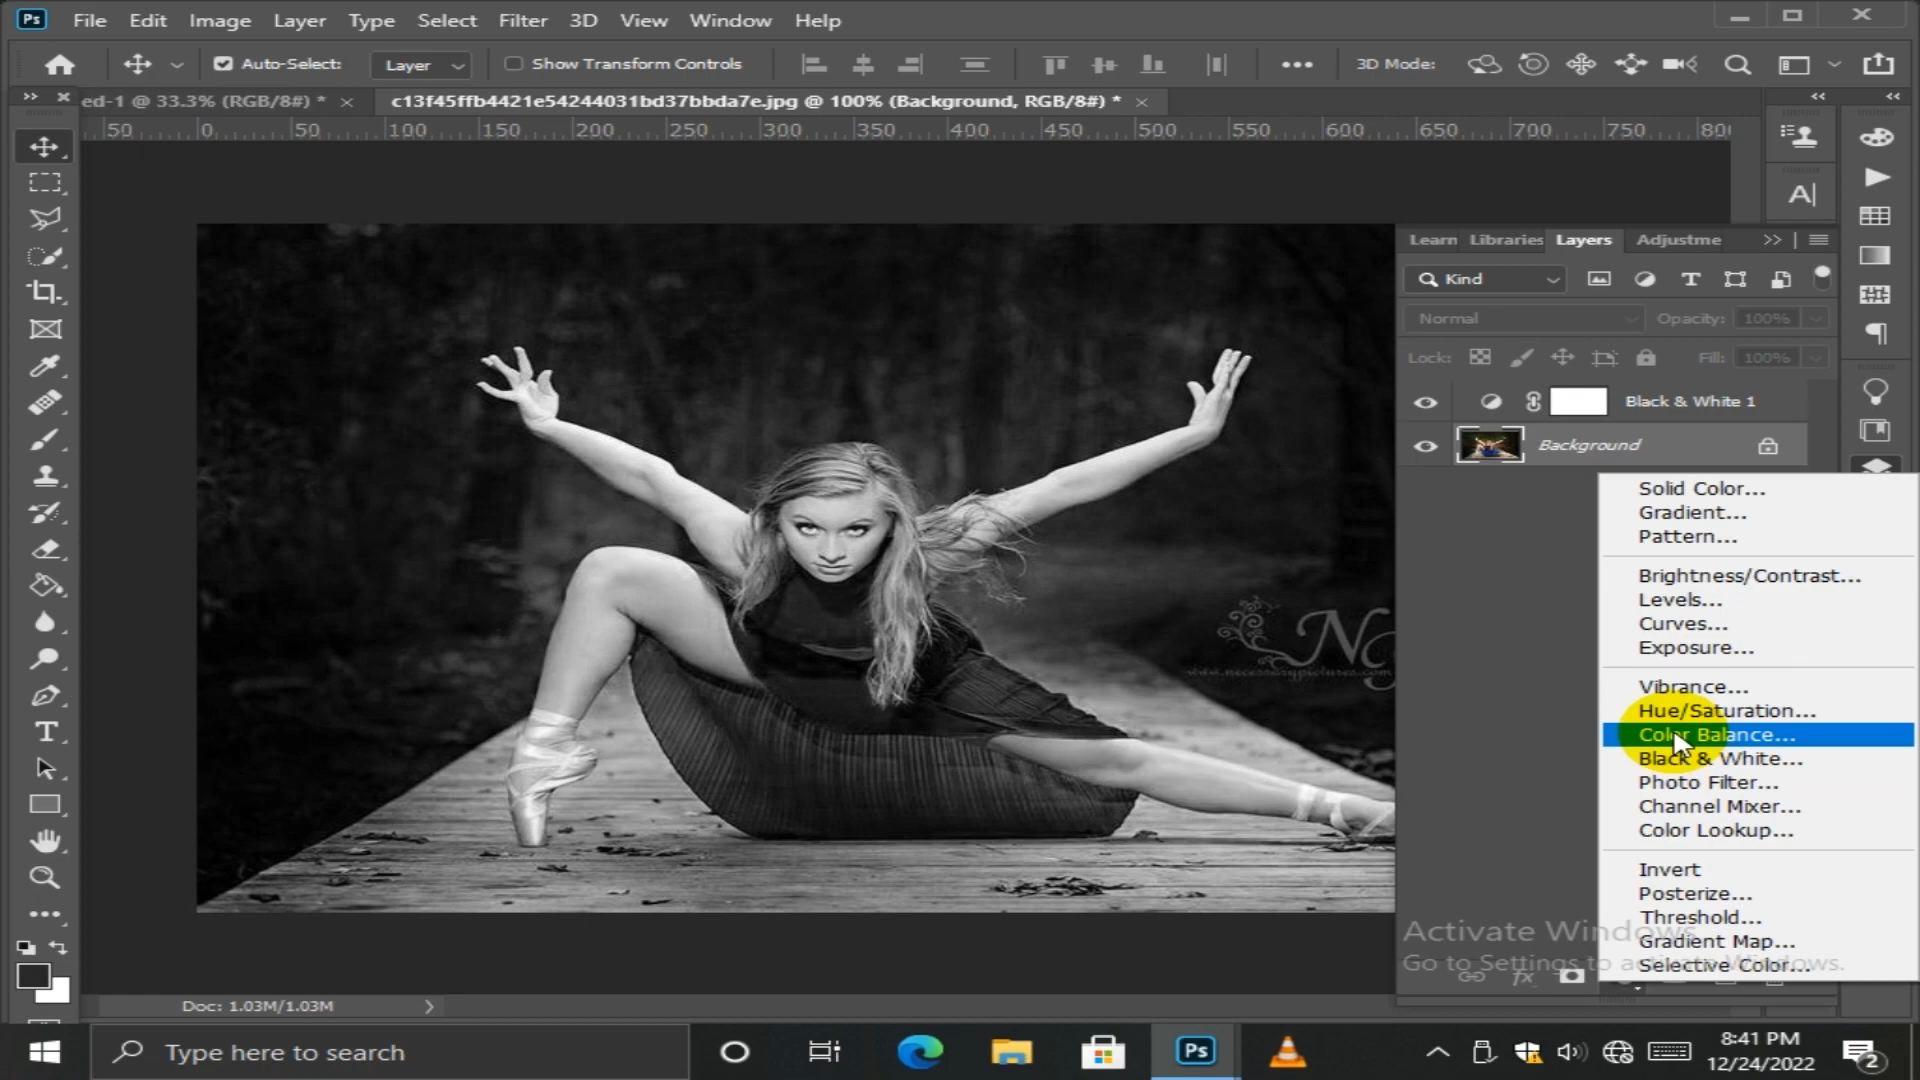 Ps File Edit Image Layer Type Select Filter 3D View Window Help
Auto-Select: Layer Show Transform Controls 3D Mode:
ed-1 @ 33.3% (RGB/8#) * c13f45ffb4421e54244031bd37bbda7e.jpg @ 100% (Background, RGB/8#) *
50 0 50 100 150 200 250 300 350 400 450 500 550 600 650 700 750 800
Learn Libraries Layers Adjustme
Kind
Normal Opacity: 100%
Lock: Fill: 100%
Black & White 1
Background
Solid Color...
Gradient...
Pattern...
Brightness/Contrast...
Levels...
Curves...
Exposure...
Vibrance...
Hue/Saturation...
Color Balance...
Black & White...
Photo Filter...
Channel Mixer...
Color Lookup...
Invert
Posterize...
Threshold...
Gradient Map...
Selective Color...
www.necessarypictures.com
Activate Windows
Go to Settings to activate Windows.
fx
Doc: 1.03M/1.03M
Type here to search
Ps
8:41 PM
12/24/2022
2